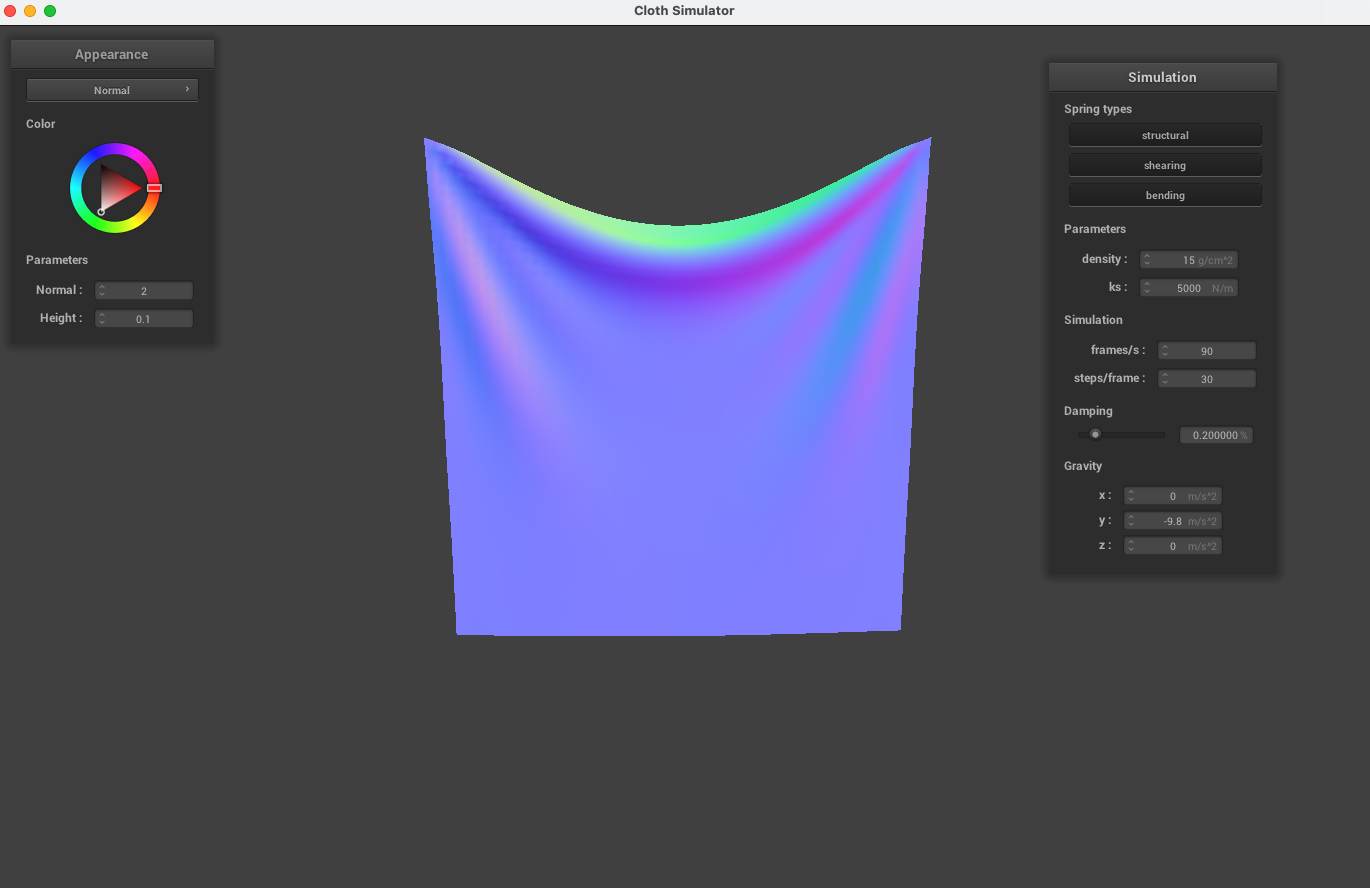 Cloth Simulator
Appearance
Normal
Color
Parameters
Normal : 2
Height : 0.1
Simulation
Spring types
structural
shearing
bending
Parameters
density : 15 g/cm^2
ks : 5000 N/m
Simulation
frames/s : 90
steps/frame : 30
Damping
0.200000 %
Gravity
x : 0 m/s^2
y : -9.8 m/s^2
z : 0 m/s^2